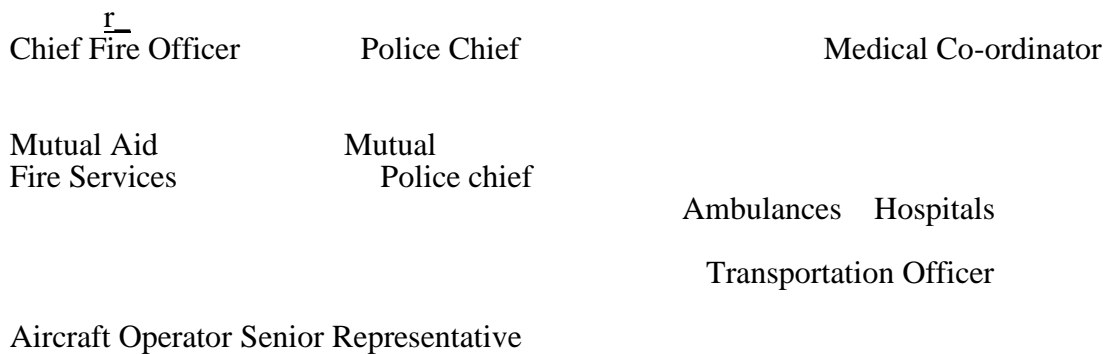 r_
Chief Fire Officer Police Chief Medical Co-ordinator
Mutual Aid Mutual
Fire Services Police chief
Ambulances Hospitals
Transportation Officer
Aircraft Operator Senior Representative